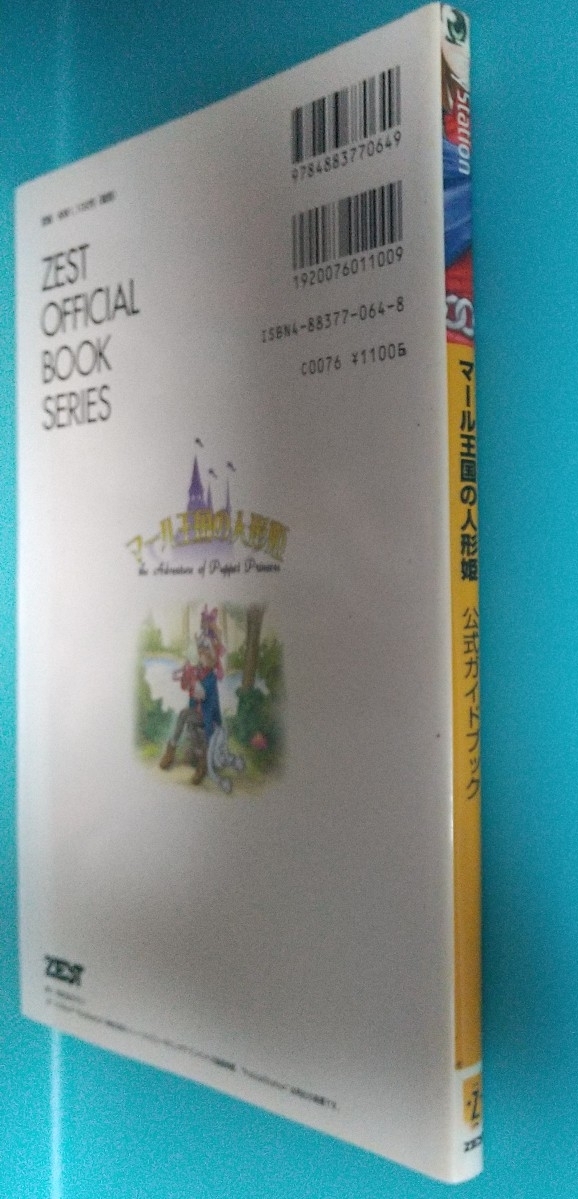 9784883770649
1920076011009
ISBN4-88377-064-8
C0076 ¥1100E
ZEST
OFFICIAL
BOOK
SERIES
マール王国の人形姫
the Adventure of Puppet Princess
ZEST
Station
マール王国の人形姫 公式ガイドブック
Z
ZEST